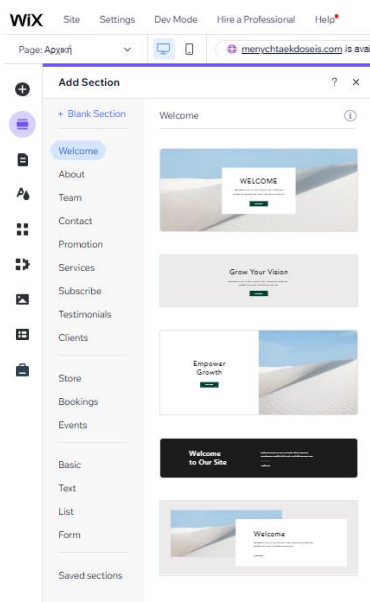 WiX Site Settings Dev Mode Hire a Professional Help
Page: Αρχική menychtaekdoseis.com is avai
Add Section ? ×
+ Blank Section
Welcome
About
Team
Contact
Promotion
Services
Subscribe
Testimonials
Clients
Store
Bookings
Events
Basic
Text
List
Form
Saved sections
Welcome
WELCOME
Grow Your Vision
Empower
Growth
Welcome
to Our Site
Welcome